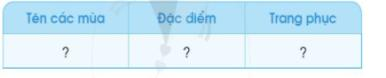 Tên các mùa Đặc điểm Trang phục
? ? ?